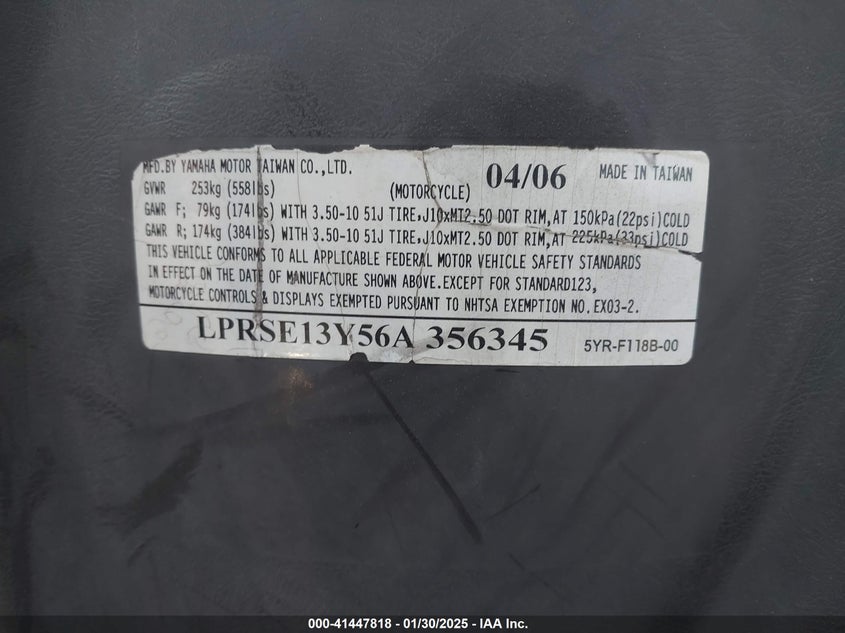 MFD.BY YAMAHA MOTOR TAIWAN CO.,LTD. 04/06 MADE IN TAIWAN
GVWR 253kg (558lbs) (MOTORCYCLE)
GAWR F; 79kg (174lbs) WITH 3.50-10 51J TIRE,J10xMT2.50 DOT RIM,AT 150kPa(22psi)COLD
GAWR R; 174kg (384lbs) WITH 3.50-10 51J TIRE,J10xMT2.50 DOT RIM,AT 225kPa(33psi)COLD
THIS VEHICLE CONFORMS TO ALL APPLICABLE FEDERAL MOTOR VEHICLE SAFETY STANDARDS
IN EFFECT ON THE DATE OF MANUFACTURE SHOWN ABOVE.EXCEPT FOR STANDARD123,
MOTORCYCLE CONTROLS & DISPLAYS EXEMPTED PURSUANT TO NHTSA EXEMPTION NO.EX03-2.
LPRSE13Y56A 356345 5YR-F118B-00
000-41447818 - 01/30/2025 - IAA Inc.